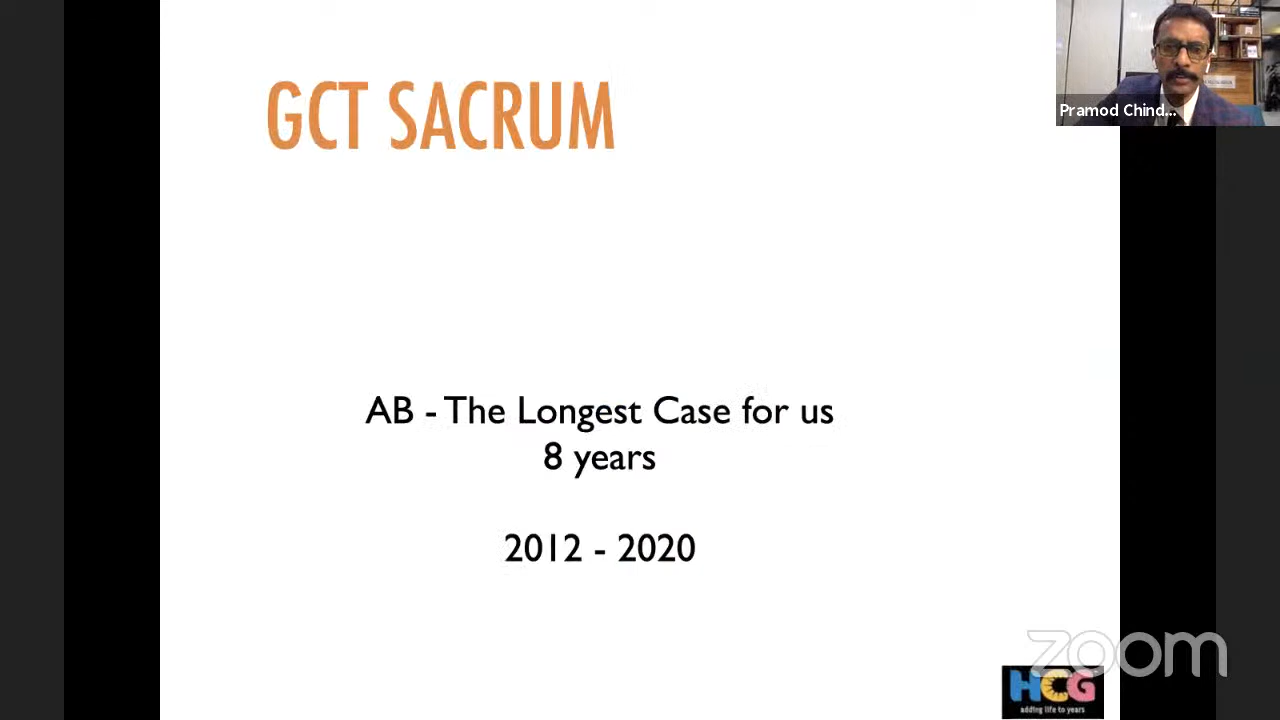 GCT SACRUM
Pramod Chind...
AB - The Longest Case for us
8 years
2012 - 2020
zoom
HCG
adding life to years